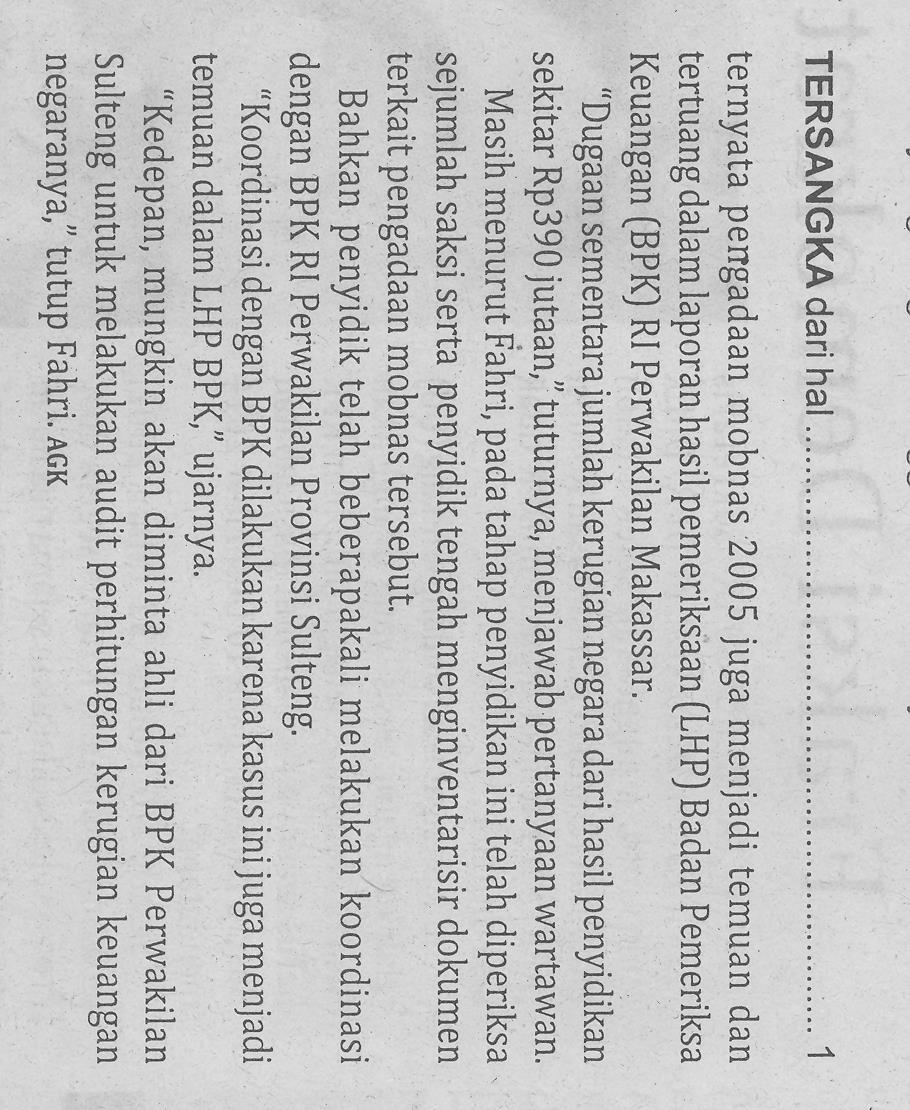 TERSANGKA dari hal ............................................................ 1
ternyata pengadaan mobnas 2005 juga menjadi temuan dan
tertuang dalam laporan hasil pemeriksaan (LHP) Badan Pemeriksa
Keuangan (BPK) RI Perwakilan Makassar.
“Dugaan sementara jumlah kerugian negara dari hasil penyidikan
sekitar Rp390 jutaan,” tuturnya, menjawab pertanyaan wartawan.
Masih menurut Fahri, pada tahap penyidikan ini telah diperiksa
sejumlah saksi serta penyidik tengah menginventarisir dokumen
terkait pengadaan mobnas tersebut.
Bahkan penyidik telah beberapakali melakukan koordinasi
dengan BPK RI Perwakilan Provinsi Sulteng.
“Koordinasi dengan BPK dilakukan karena kasus ini juga menjadi
temuan dalam LHP BPK,” ujarnya.
“Kedepan, mungkin akan diminta ahli dari BPK Perwakilan
Sulteng untuk melakukan audit perhitungan kerugian keuangan
negaranya,” tutup Fahri. AGK